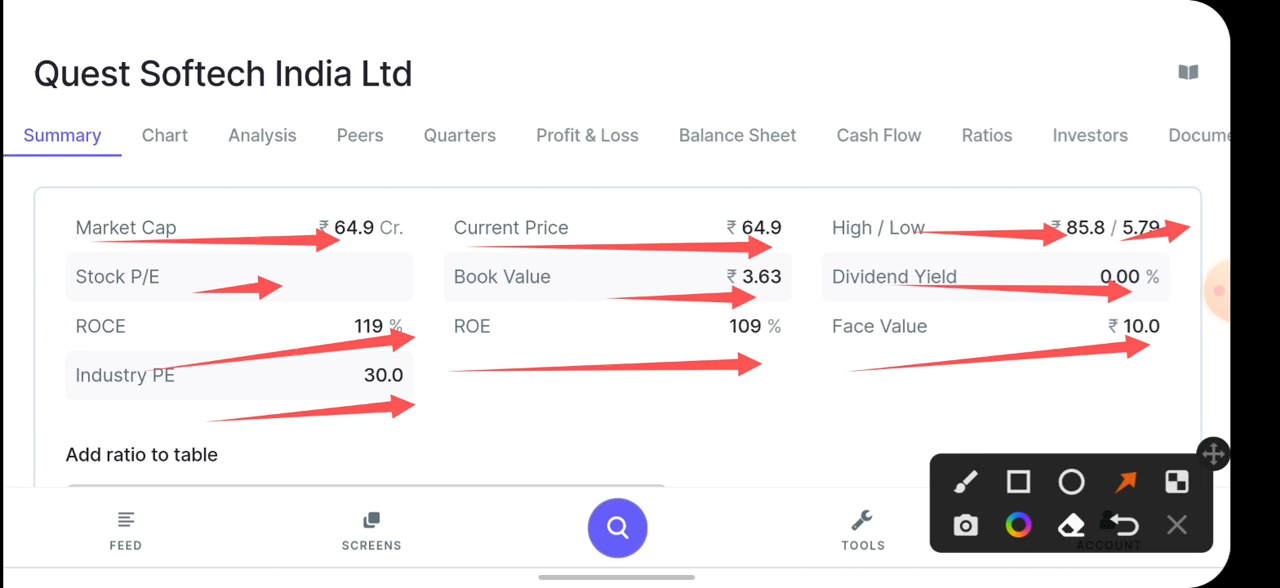 Quest Softech India Ltd
Summary Chart Analysis Peers Quarters Profit & Loss Balance Sheet Cash Flow Ratios Investors Docume
Market Cap ₹ 64.9 Cr. Current Price ₹ 64.9 High / Low ₹ 85.8 / 5.79
Stock P/E Book Value ₹ 3.63 Dividend Yield 0.00 %
ROCE 119 % ROE 109 % Face Value ₹ 10.0
Industry PE 30.0
Add ratio to table
FEED SCREENS TOOLS ACCOUNT